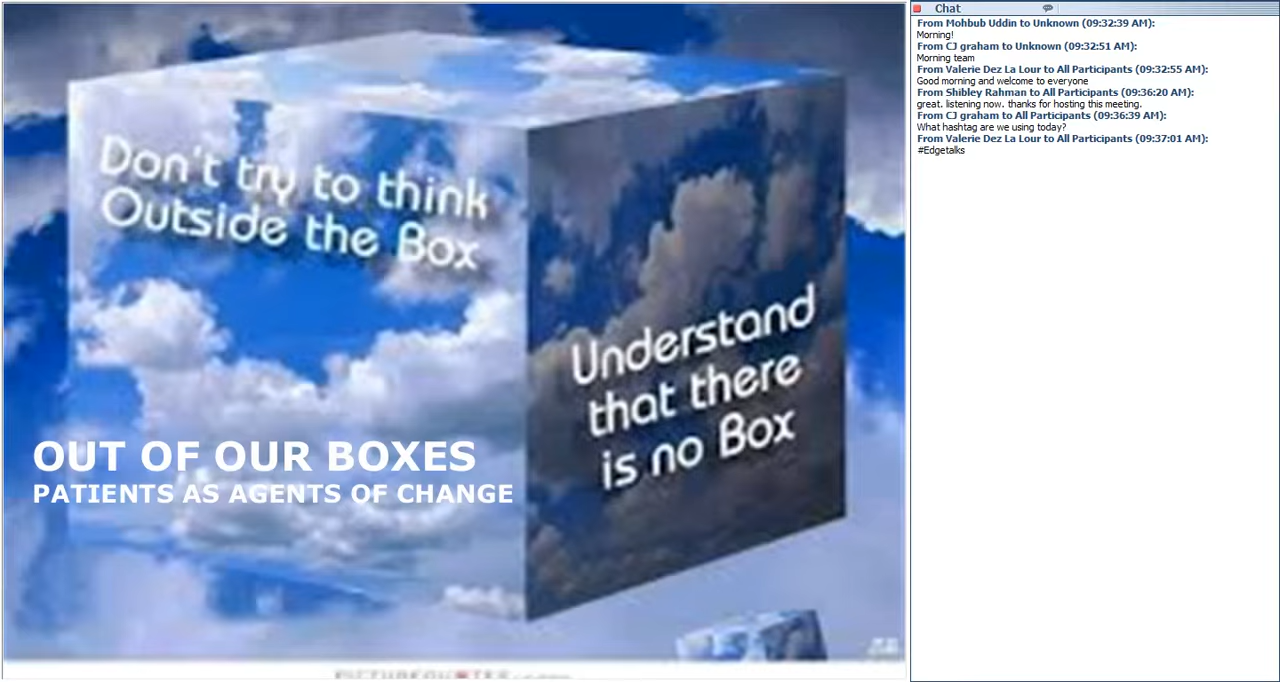 Don't try to think
Outside the Box
Understand
that there
is no Box
OUT OF OUR BOXES
PATIENTS AS AGENTS OF CHANGE
Chat
From Mohbub Uddin to Unknown (09:32:39 AM):
Morning!
From CJ graham to Unknown (09:32:51 AM):
Morning team
From Valerie Dez La Lour to All Participants (09:32:55 AM):
Good morning and welcome to everyone
From Shibley Rahman to All Participants (09:36:20 AM):
great. listening now. thanks for hosting this meeting.
From CJ graham to All Participants (09:36:39 AM):
What hashtag are we using today?
From Valerie Dez La Lour to All Participants (09:37:01 AM):
#Edgetalks